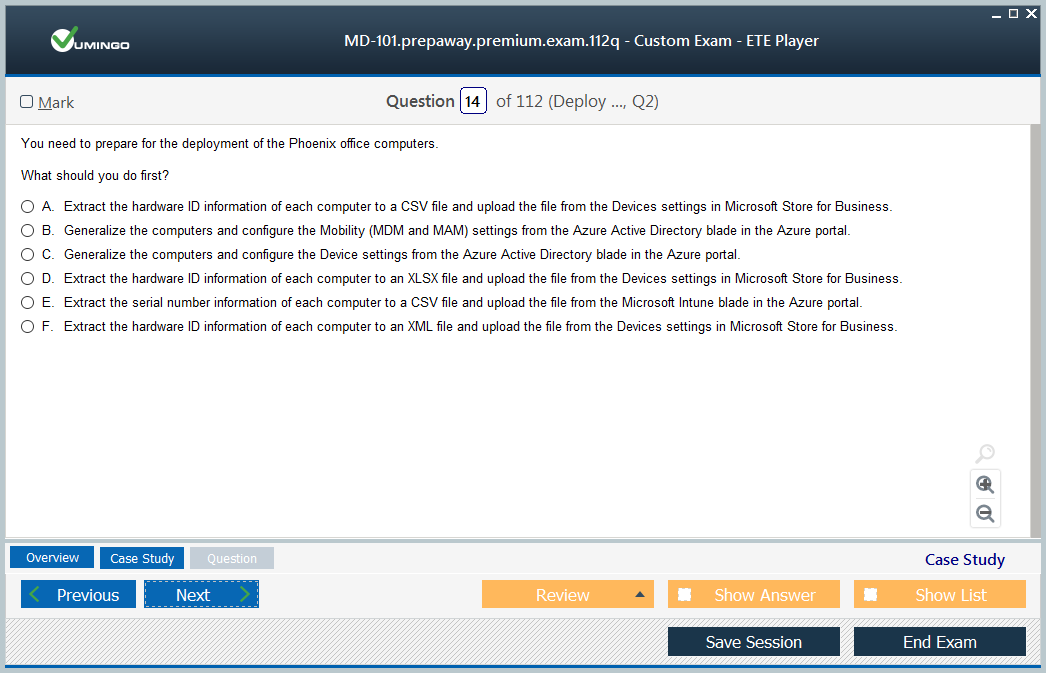 VUMINGO
MD-101.prepaway.premium.exam.112q - Custom Exam - ETE Player
Mark
Question 14 of 112 (Deploy ..., Q2)
You need to prepare for the deployment of the Phoenix office computers.
What should you do first?
A. Extract the hardware ID information of each computer to a CSV file and upload the file from the Devices settings in Microsoft Store for Business.
B. Generalize the computers and configure the Mobility (MDM and MAM) settings from the Azure Active Directory blade in the Azure portal.
C. Generalize the computers and configure the Device settings from the Azure Active Directory blade in the Azure portal.
D. Extract the hardware ID information of each computer to an XLSX file and upload the file from the Devices settings in Microsoft Store for Business.
E. Extract the serial number information of each computer to a CSV file and upload the file from the Microsoft Intune blade in the Azure portal.
F. Extract the hardware ID information of each computer to an XML file and upload the file from the Devices settings in Microsoft Store for Business.
Overview Case Study Question Case Study
Previous Next Review Show Answer Show List
Save Session End Exam